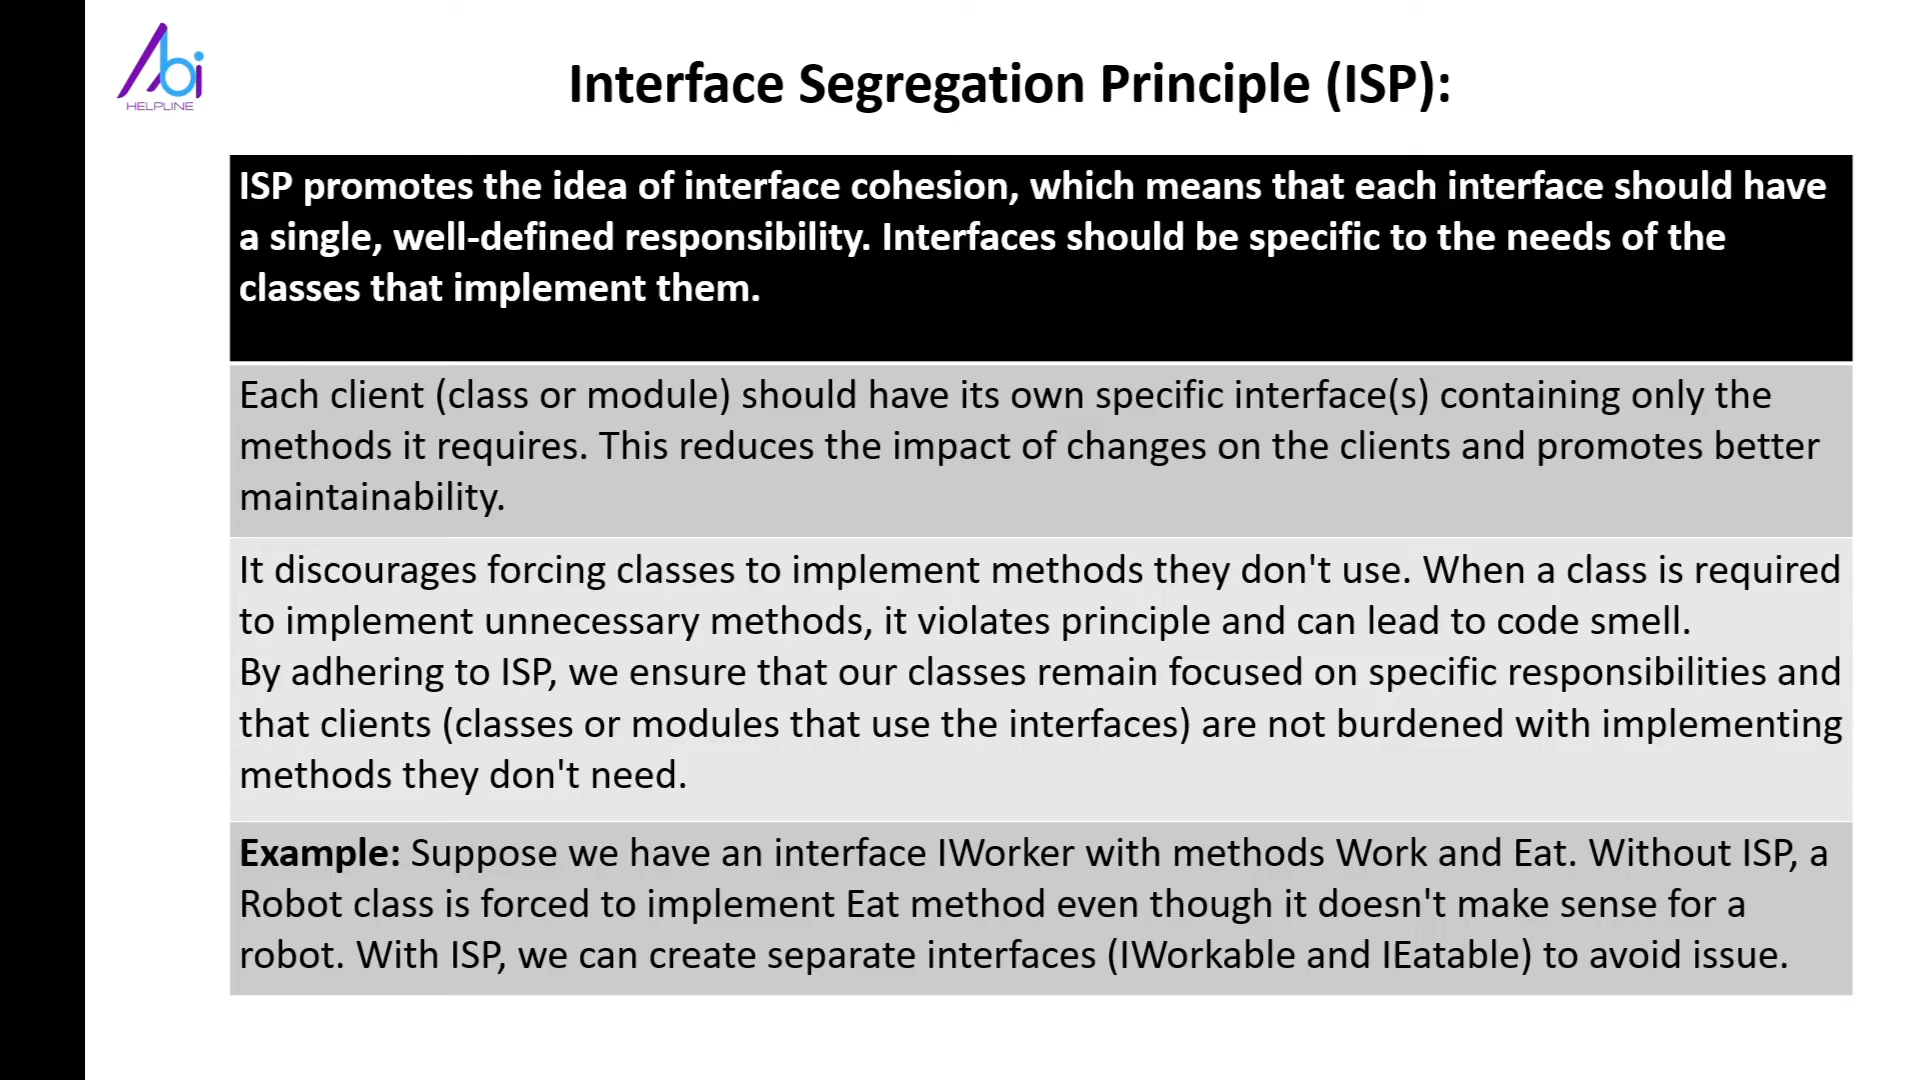 Abi
HELPLINE
Interface Segregation Principle (ISP):
ISP promotes the idea of interface cohesion, which means that each interface should have
a single, well-defined responsibility. Interfaces should be specific to the needs of the
classes that implement them.
Each client (class or module) should have its own specific interface(s) containing only the
methods it requires. This reduces the impact of changes on the clients and promotes better
maintainability.
It discourages forcing classes to implement methods they don't use. When a class is required
to implement unnecessary methods, it violates principle and can lead to code smell.
By adhering to ISP, we ensure that our classes remain focused on specific responsibilities and
that clients (classes or modules that use the interfaces) are not burdened with implementing
methods they don't need.
Example: Suppose we have an interface IWorker with methods Work and Eat. Without ISP, a
Robot class is forced to implement Eat method even though it doesn't make sense for a
robot. With ISP, we can create separate interfaces (IWorkable and IEatable) to avoid issue.